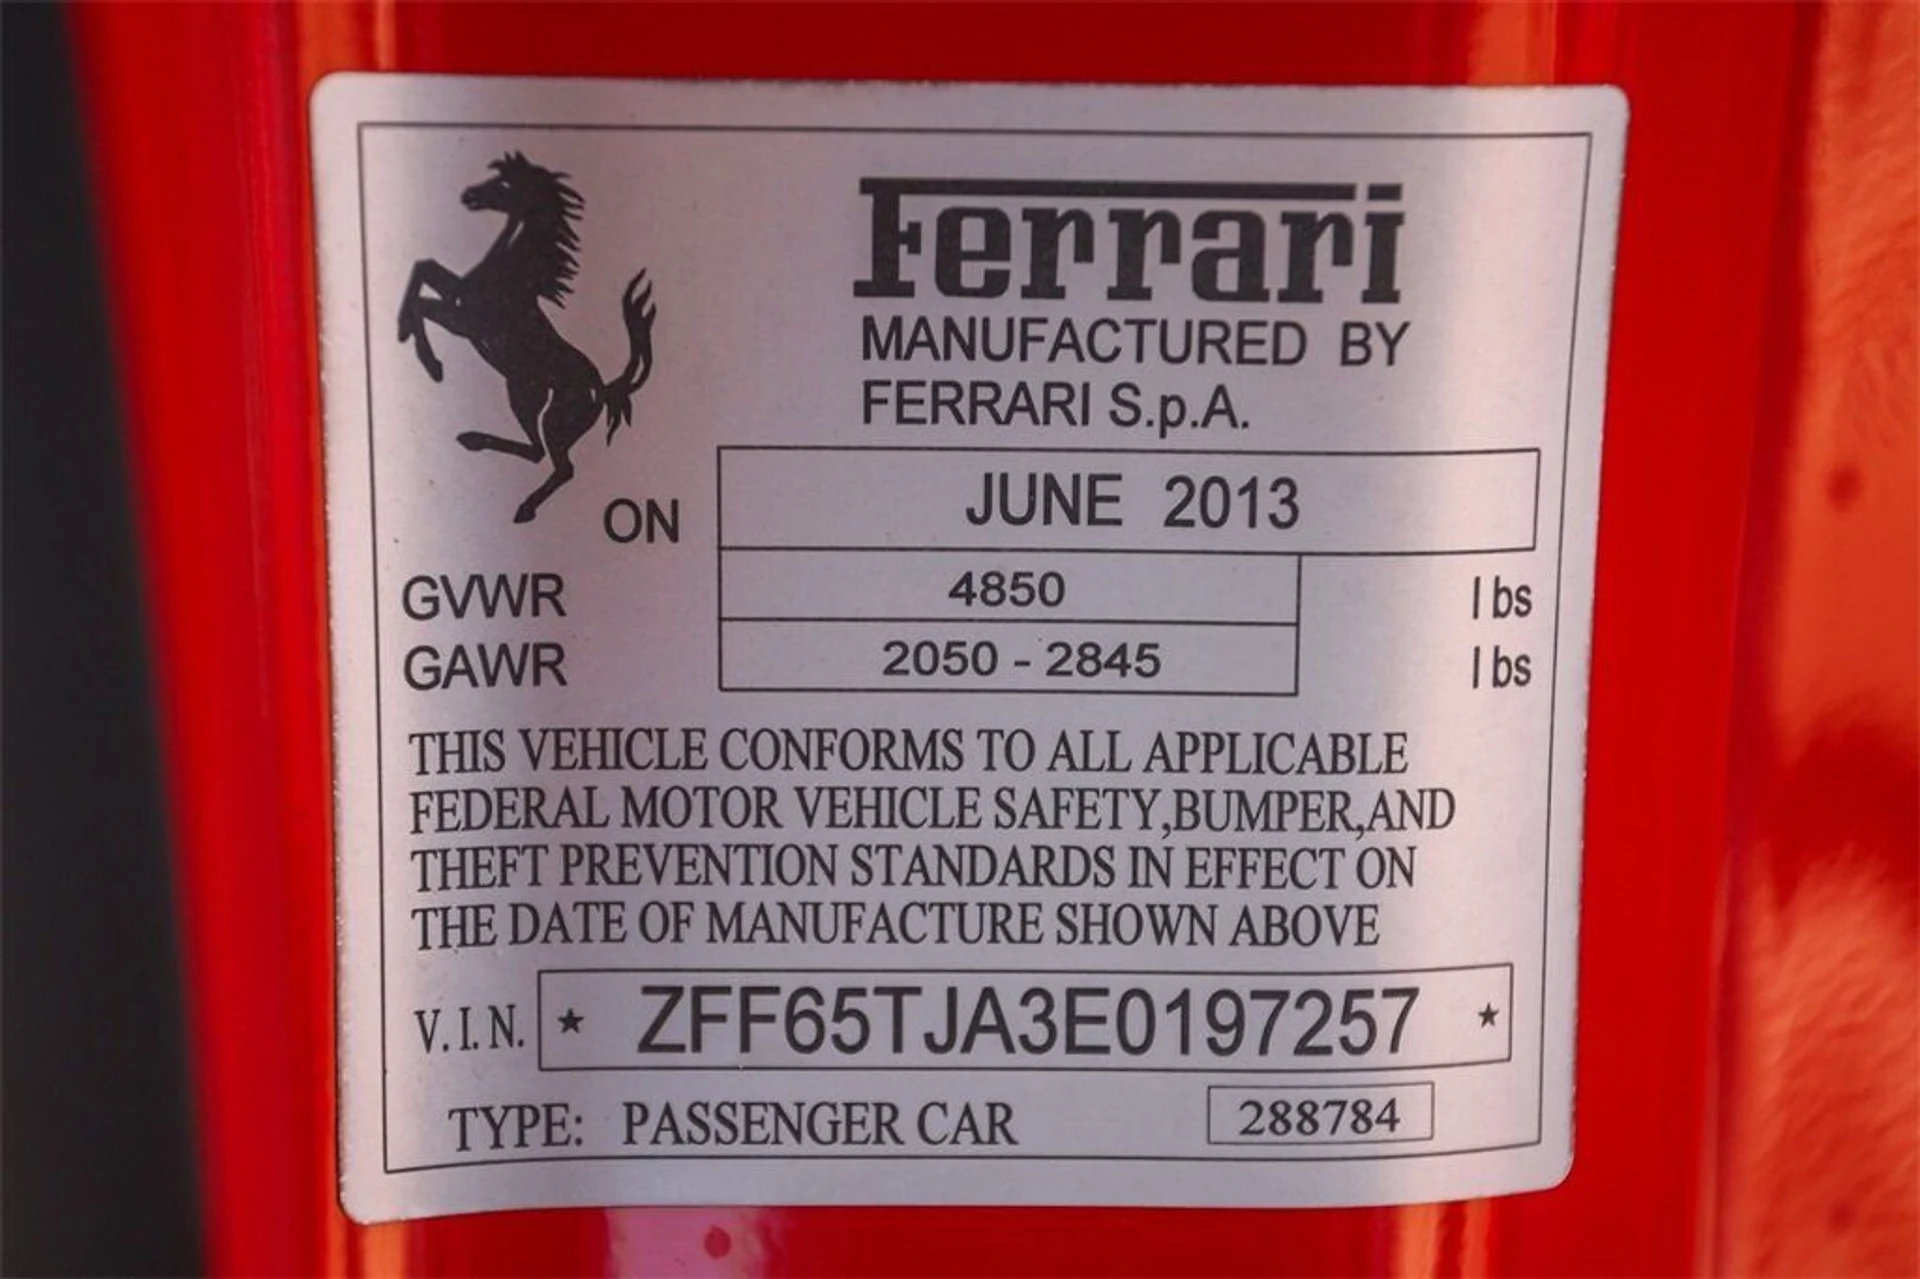 Ferrari
MANUFACTURED BY
FERRARI S.p.A.
ON JUNE 2013
GVWR 4850 lbs
GAWR 2050 - 2845 lbs
THIS VEHICLE CONFORMS TO ALL APPLICABLE
FEDERAL MOTOR VEHICLE SAFETY,BUMPER,AND
THEFT PREVENTION STANDARDS IN EFFECT ON
THE DATE OF MANUFACTURE SHOWN ABOVE
V.I.N. ★ ZFF65TJA3E0197257 ★
TYPE: PASSENGER CAR 288784